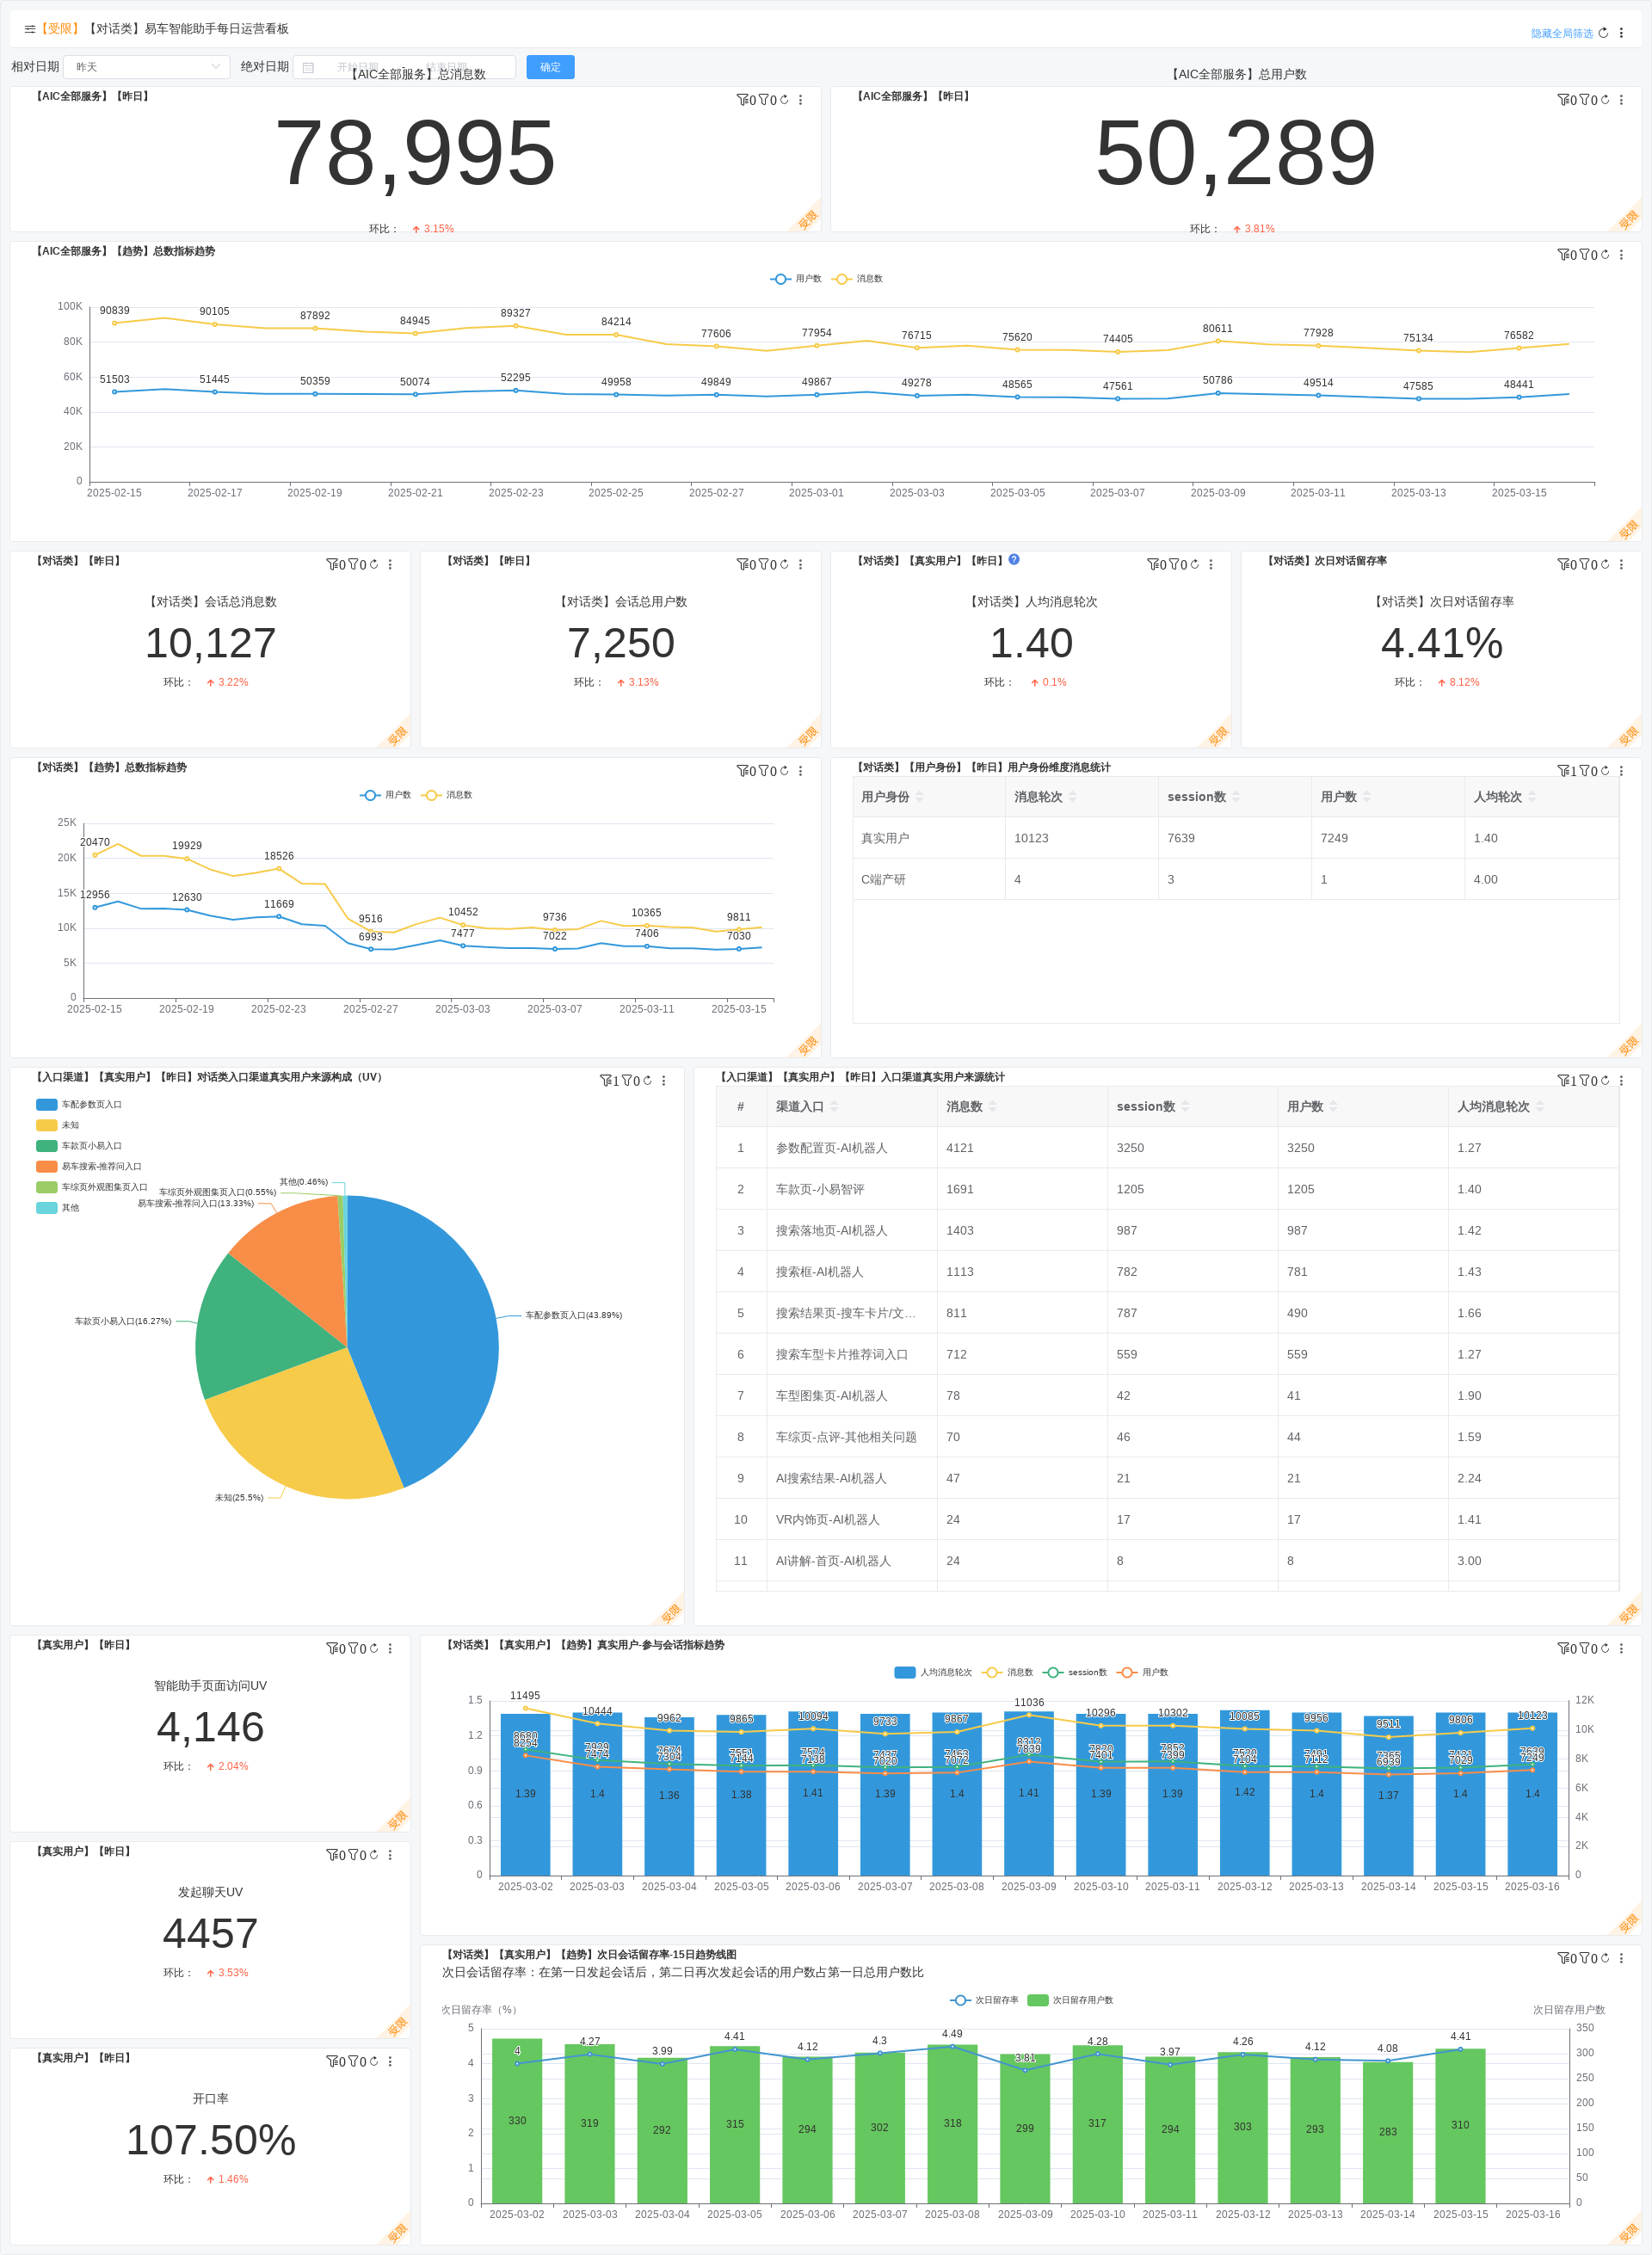 【受限】【对话类】易车智能助手每日运营看板
隐藏全局筛选
相对日期 昨天 绝对日期 开始日期 - 结束日期 确定
【AIC全部服务】【昨日】 0 0
【AIC全部服务】总消息数
78,995
环比： 3.15%
受限
【AIC全部服务】【昨日】 0 0
【AIC全部服务】总用户数
50,289
环比： 3.81%
受限
【AIC全部服务】【趋势】总数指标趋势 0 0
用户数 消息数
100K
80K
60K
40K
20K
0
90839 90105 87892 84945 89327 84214 77606 77954 76715 75620 74405 80611 77928 75134 76582
51503 51445 50359 50074 52295 49958 49849 49867 49278 48565 47561 50786 49514 47585 48441
2025-02-15 2025-02-17 2025-02-19 2025-02-21 2025-02-23 2025-02-25 2025-02-27 2025-03-01 2025-03-03 2025-03-05 2025-03-07 2025-03-09 2025-03-11 2025-03-13 2025-03-15
受限
【对话类】【昨日】 0 0
【对话类】会话总消息数
10,127
环比： 3.22%
受限
【对话类】【昨日】 0 0
【对话类】会话总用户数
7,250
环比： 3.13%
受限
【对话类】【真实用户】【昨日】 ? 0 0
【对话类】人均消息轮次
1.40
环比： 0.1%
受限
【对话类】次日对话留存率 0 0
【对话类】次日对话留存率
4.41%
环比： 8.12%
受限
【对话类】【趋势】总数指标趋势 0 0
用户数 消息数
25K
20K
15K
10K
5K
0
20470 19929 18526 9516 10452 9736 10365 9811
12956 12630 11669 6993 7477 7022 7406 7030
2025-02-15 2025-02-19 2025-02-23 2025-02-27 2025-03-03 2025-03-07 2025-03-11 2025-03-15
受限
【对话类】【用户身份】【昨日】用户身份维度消息统计 1 0
用户身份 消息轮次 session数 用户数 人均轮次
真实用户 10123 7639 7249 1.40
C端产研 4 3 1 4.00
受限
【入口渠道】【真实用户】【昨日】对话类入口渠道真实用户来源构成（UV） 1 0
车配参数页入口
未知
车款页小易入口
易车搜索-推荐问入口
车综页外观图集页入口
其他
其他(0.46%)
车综页外观图集页入口(0.55%)
易车搜索-推荐问入口(13.33%)
车配参数页入口(43.89%)
车款页小易入口(16.27%)
未知(25.5%)
受限
【入口渠道】【真实用户】【昨日】入口渠道真实用户来源统计 1 0
# 渠道入口 消息数 session数 用户数 人均消息轮次
1 参数配置页-AI机器人 4121 3250 3250 1.27
2 车款页-小易智评 1691 1205 1205 1.40
3 搜索落地页-AI机器人 1403 987 987 1.42
4 搜索框-AI机器人 1113 782 781 1.43
5 搜索结果页-搜车卡片/文… 811 787 490 1.66
6 搜索车型卡片推荐词入口 712 559 559 1.27
7 车型图集页-AI机器人 78 42 41 1.90
8 车综页-点评-其他相关问题 70 46 44 1.59
9 AI搜索结果-AI机器人 47 21 21 2.24
10 VR内饰页-AI机器人 24 17 17 1.41
11 AI讲解-首页-AI机器人 24 8 8 3.00
受限
【真实用户】【昨日】 0 0
智能助手页面访问UV
4,146
环比： 2.04%
受限
【真实用户】【昨日】 0 0
发起聊天UV
4457
环比： 3.53%
受限
【真实用户】【昨日】 0 0
开口率
107.50%
环比： 1.46%
受限
【对话类】【真实用户】【趋势】真实用户-参与会话指标趋势 0 0
人均消息轮次 消息数 session数 用户数
1.5
1.2
0.9
0.6
0.3
0
12K
10K
8K
6K
4K
2K
0
11495 10444 9962 9865 10094 9733 9867 11036 10296 10302 10085 9956 9511 9806 10123
7474 7304 7144 7138 7020 7072 7839 7401 7399 7104 7112 7029 7249
1.39 1.4 1.36 1.38 1.41 1.39 1.4 1.41 1.39 1.39 1.42 1.4 1.37 1.4 1.4
2025-03-02 2025-03-03 2025-03-04 2025-03-05 2025-03-06 2025-03-07 2025-03-08 2025-03-09 2025-03-10 2025-03-11 2025-03-12 2025-03-13 2025-03-14 2025-03-15 2025-03-16
受限
【对话类】【真实用户】【趋势】次日会话留存率-15日趋势线图 0 0
次日会话留存率：在第一日发起会话后，第二日再次发起会话的用户数占第一日总用户数比
次日留存率 次日留存用户数
次日留存率（%） 次日留存用户数
5
4
3
2
1
0
350
300
250
200
150
100
50
0
4 4.27 3.99 4.41 4.12 4.3 4.49 3.81 4.28 3.97 4.26 4.12 4.08 4.41
330 319 292 315 294 302 318 299 317 294 303 293 283 310
2025-03-02 2025-03-03 2025-03-04 2025-03-05 2025-03-06 2025-03-07 2025-03-08 2025-03-09 2025-03-10 2025-03-11 2025-03-12 2025-03-13 2025-03-14 2025-03-15 2025-03-16
受限